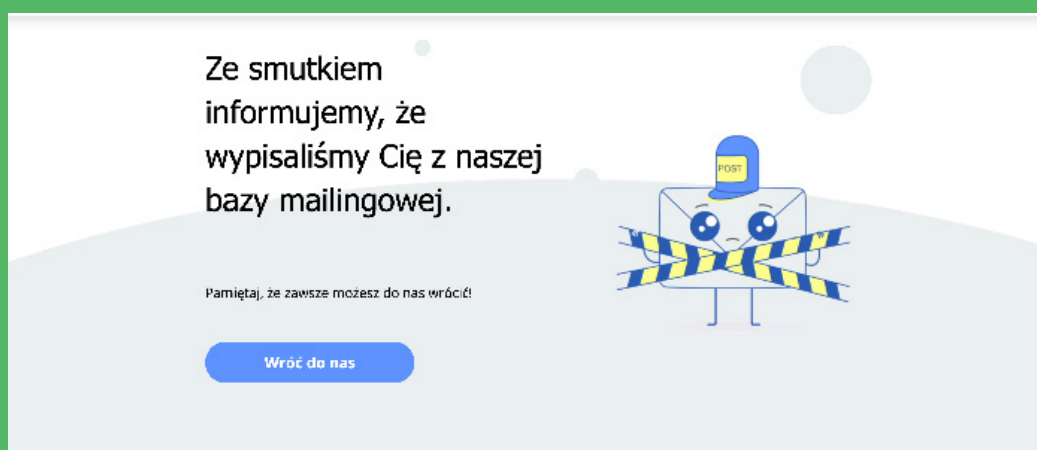 Ze smutkiem
informujemy, że
wypisaliśmy Cię z naszej
bazy mailingowej.
POST
Pamiętaj, że zawsze możesz do nas wrócić!
Wróć do nas